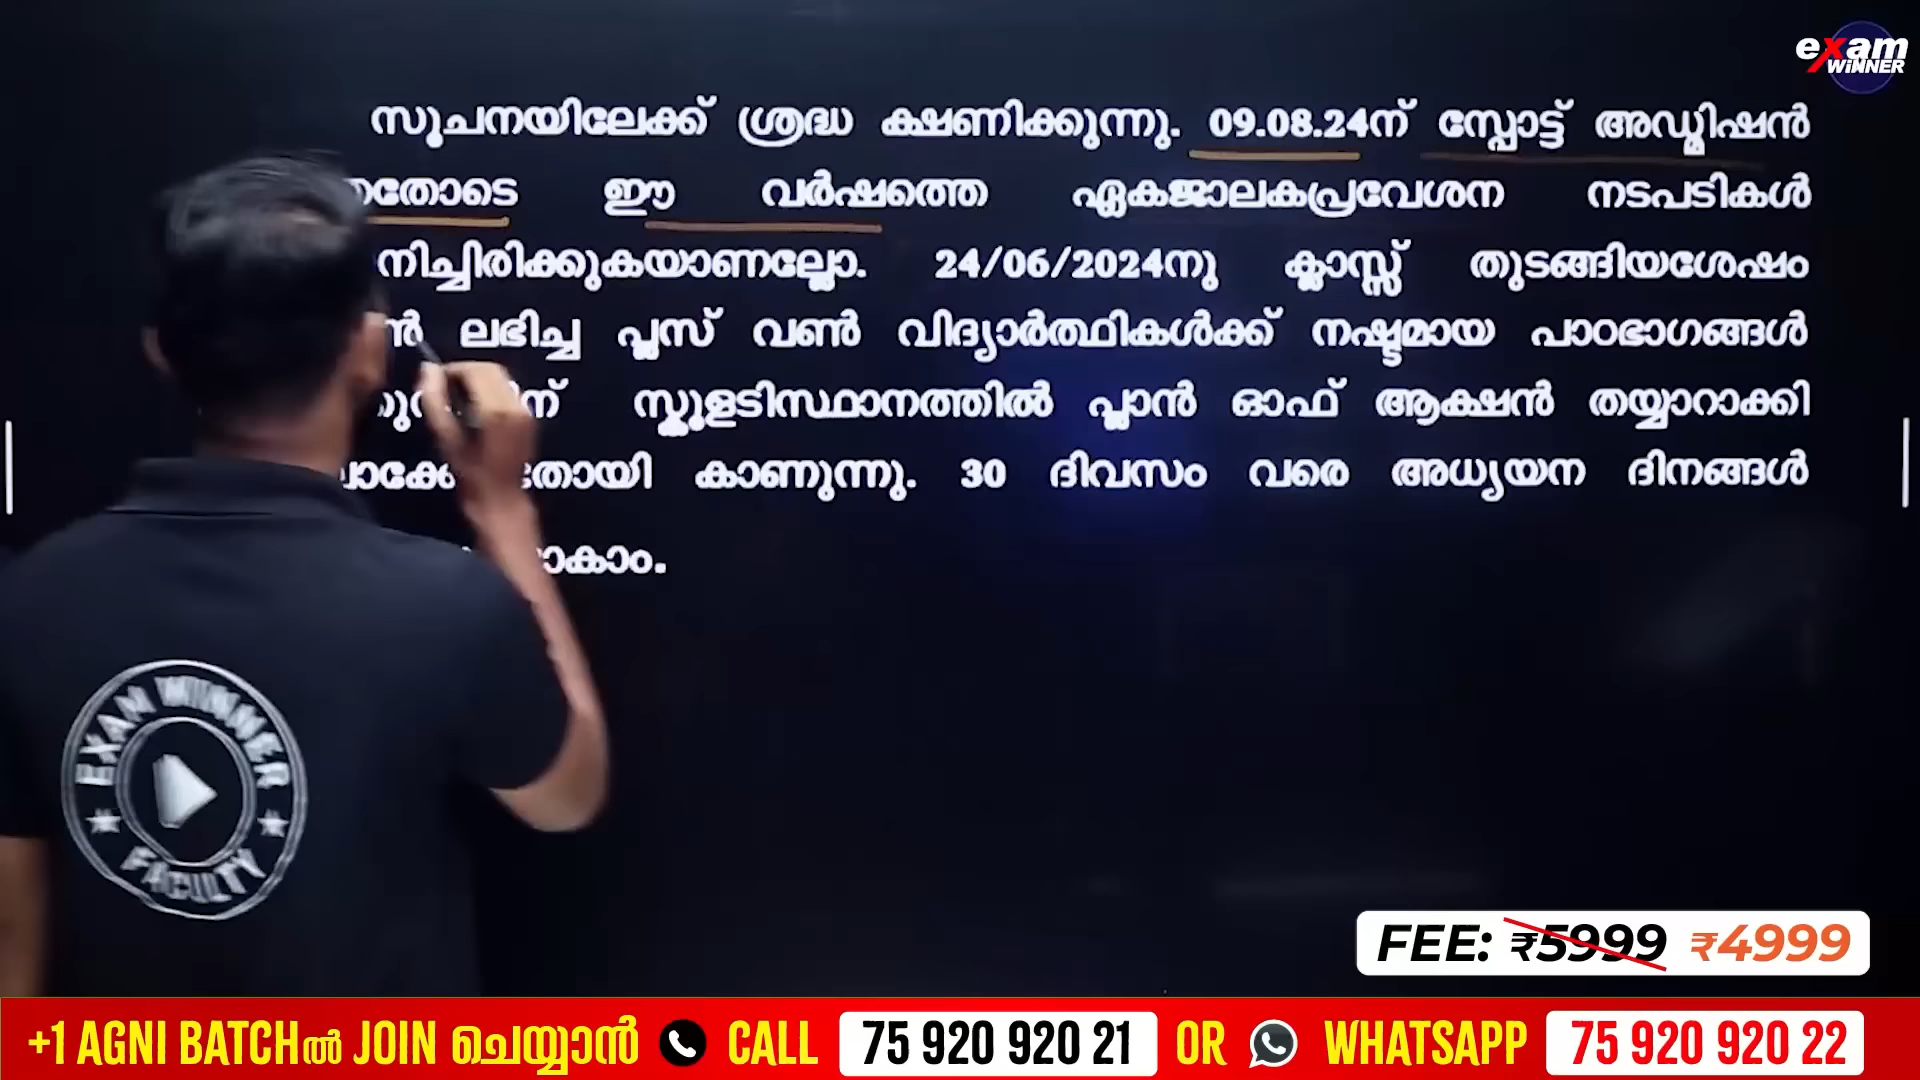 exam
WINNER
സൂചനയിലേക്ക് ശ്രദ്ധ ക്ഷണിക്കുന്നു. 09.08.24ന് സ്പോട്ട് അഡ്മിഷൻ
ഈ വർഷത്തെ ഏകജാലകപ്രവേശന നടപടികൾ
24/06/2024നു ക്ലാസ്സ് തുടങ്ങിയശേഷം
ലഭിച്ച പ്ലസ് വൺ വിദ്യാർത്ഥികൾക്ക് നഷ്ടമായ പാഠഭാഗങ്ങൾ
സ്കൂളടിസ്ഥാനത്തിൽ പ്ലാൻ ഓഫ് ആക്ഷൻ തയ്യാറാക്കി
കാണുന്നു. 30 ദിവസം വരെ അധ്യയന ദിനങ്ങൾ
EXAM WINNER
FACULTY
FEE: ₹5999 ₹4999
+1 AGNI BATCHൽ JOIN ചെയ്യാൻ CALL 75 920 920 21 OR WHATSAPP 75 920 920 22